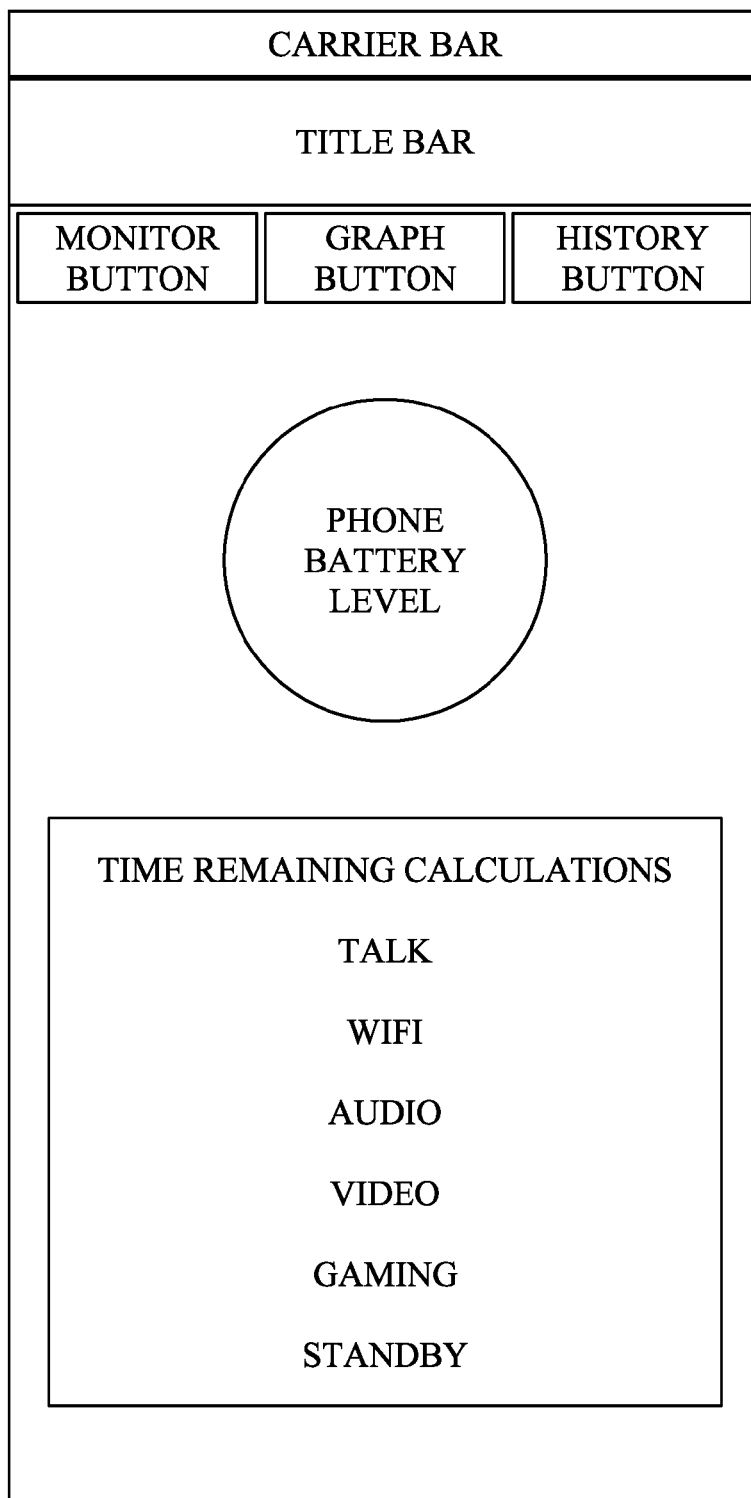 CARRIER BAR
TITLE BAR
MONITOR
BUTTON
GRAPH
BUTTON
HISTORY
BUTTON
PHONE
BATTERY
LEVEL
TIME REMAINING CALCULATIONS
TALK
WIFI
AUDIO
VIDEO
GAMING
STANDBY